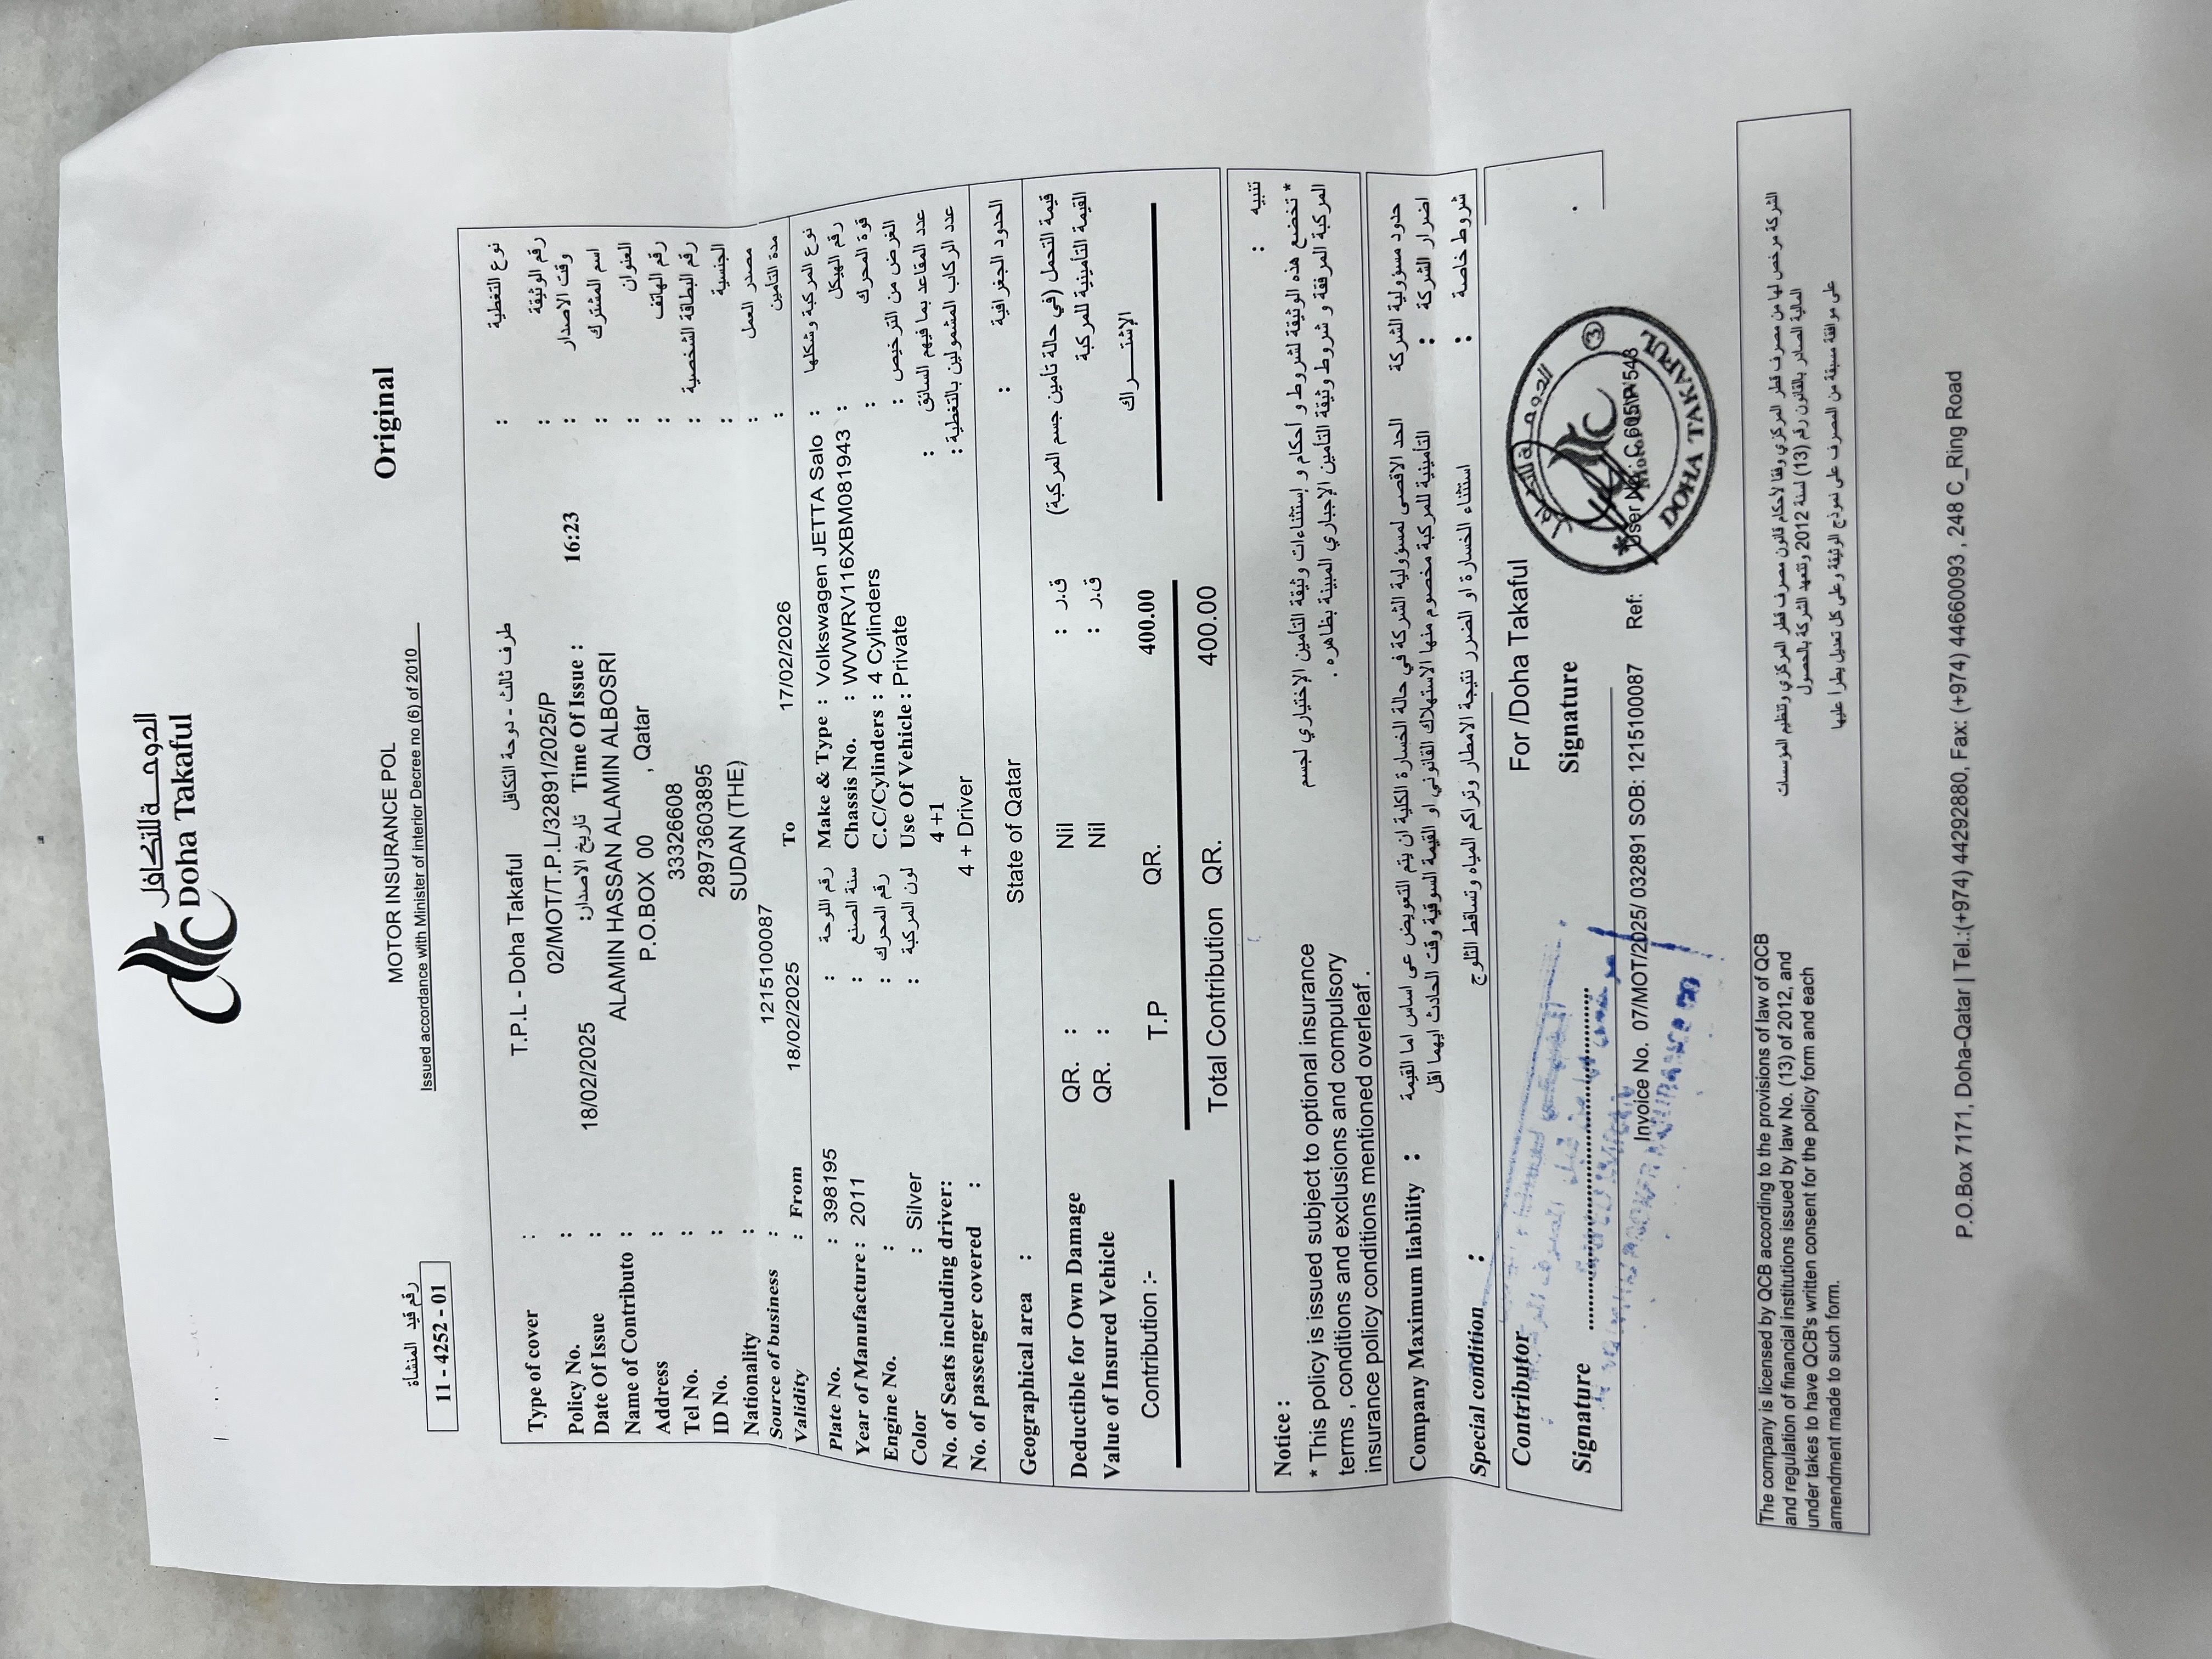 الدوحة للتكافل
Doha Takaful
Original
MOTOR INSURANCE POL
Issued accordance with Minister of interior Decree no (6) of 2010
رقم قيد المنشأة
11 - 4252 - 01
Type of cover : T.P.L - Doha Takaful طرف ثالث - دوحة التكافل : نوع التغطية
Policy No. : 02/MOT/T.P.L/32891/2025/P : رقم الوثيقة
Date Of Issue : 18/02/2025 تاريخ الاصدار: Time Of Issue : 16:23 : وقت الاصدار
Name of Contributo : ALAMIN HASSAN ALAMIN ALBOSRI : اسم المشترك
Address : P.O.BOX 00 , Qatar : العنوان
Tel No. : 33326608 : رقم الهاتف
ID No. : 28973603895 : رقم البطاقة الشخصية
Nationality : SUDAN (THE) : الجنسية
Source of business : 1215100087 : مصدر العمل
Validity : From 18/02/2025 To 17/02/2026 : مدة التأمين
Plate No. : 398195 : رقم اللوحة Make & Type : Volkswagen JETTA Salo : نوع المركبة وشكلها
Year of Manufacture : 2011 : سنة الصنع Chassis No. : WVWRV116XBM081943 : رقم الهيكل
Engine No. : : رقم المحرك C.C/Cylinders : 4 Cylinders : قوة المحرك
Color : Silver : لون المركبة Use Of Vehicle : Private : الغرض من الترخيص
No. of Seats including driver: 4 +1 : عدد المقاعد بما فيهم السائق
No. of passenger covered : 4 + Driver عدد الركاب المشمولين بالتغطية :
Geographical area : State of Qatar : الحدود الجغرافية
Deductible for Own Damage QR. : Nil ق.ر : قيمة التحمل (في حالة تأمين جسم المركبة)
Value of Insured Vehicle QR. : Nil ق.ر : القيمة التأمينية للمركبة
Contribution :- T.P QR. 400.00 الإشتـــــراك
Total Contribution QR. 400.00
Notice : تنبيه :
* This policy is issued subject to optional insurance
terms , conditions and exclusions and compulsory
insurance policy conditions mentioned overleaf .
* تخضع هذه الوثيقة لشروط و أحكام و إستثناءات وثيقة التأمين الإختياري لجسم
المركبة المرفقة و شروط وثيقة التأمين الإجباري المبينة بظاهره .
Company Maximum liability : الحد الاقصى لمسؤولية الشركة في حالة الخسارة الكلية ان يتم التعويض عى اساس اما القيمة حدود مسؤولية الشركة
التأمينية للمركبة مخصوم منها الاستهلاك القانوني او القيمة السوقية وقت الحادث ايهما اقل : اضرار الشركة
Special condition : استثناء الخسارة او الضرر نتيجة الامطار وتراكم المياه وتساقط الثلوج : شروط خاصة
Contributor For /Doha Takaful
Signature Signature
الدوحة للتكافل
3
Motor Unit
DOHA TAKAFUL
Invoice No. 07/MOT/2025/ 032891 SOB: 1215100087 Ref: User No : C 605\P\543
The company is licensed by QCB according to the provisions of law of QCB
and regulation of financial institutions issued by law No. (13) of 2012, and
under takes to have QCB's written consent for the policy form and each
amendment made to such form.
الشركة مرخص لها من مصرف قطر المركزي وفقا لأحكام قانون مصرف قطر المركزي وتنظيم المؤسسات
المالية الصادر بالقانون رقم (13) لسنة 2012 وتتعهد الشركة بالحصول
على موافقة مسبقة من المصرف على نموذج الوثيقة وعلى كل تعديل يطرأ عليها
P.O.Box 7171, Doha-Qatar | Tel.:(+974) 44292880, Fax: (+974) 44660093 , 248 C_Ring Road